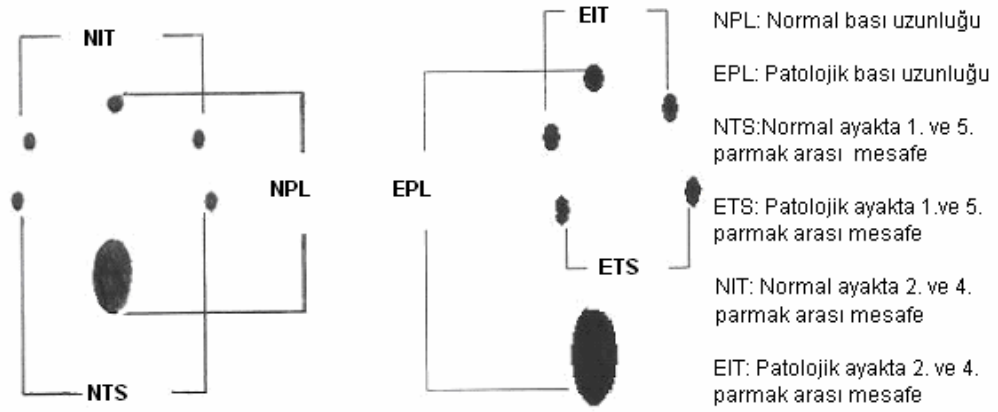 NIT
NPL
NTS
EIT
EPL
ETS
NPL: Normal bası uzunluğu
EPL: Patolojik bası uzunluğu
NTS:Normal ayakta 1. ve 5.
parmak arası mesafe
ETS: Patolojik ayakta 1.ve 5.
parmak arası mesafe
NIT: Normal ayakta 2. ve 4.
parmak arası mesafe
EIT: Patolojik ayakta 2. ve 4.
parmak arası mesafe